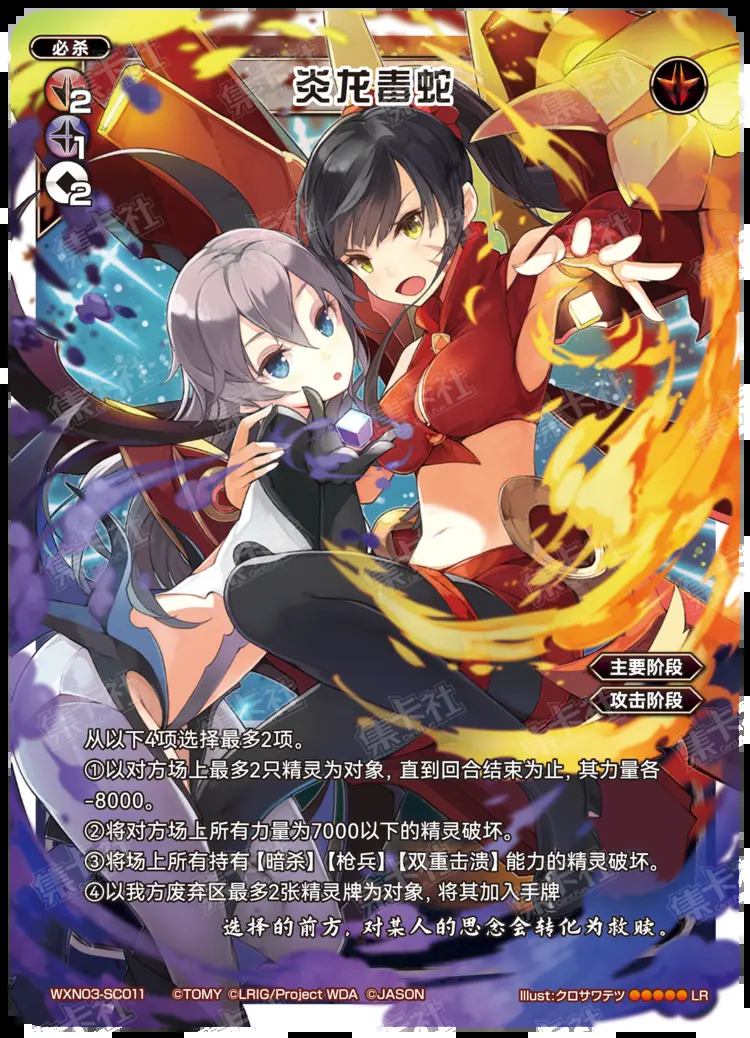 必杀
炎龙毒蛇
2
1
2
主要阶段
攻击阶段
从以下4项选择最多2项。
①以对方场上最多2只精灵为对象，直到回合结束为止，其力量各
-8000。
②将对方场上所有力量为7000以下的精灵破坏。
③将场上所有持有【暗杀】【枪兵】【双重击溃】能力的精灵破坏。
④以我方废弃区最多2张精灵牌为对象，将其加入手牌
选择的前方，对某人的思念会转化为救赎。
WXN03-SC011 ©TOMY ©LRIG/Project WDA ©JASON Illust:クロサワテツ LR
集卡社